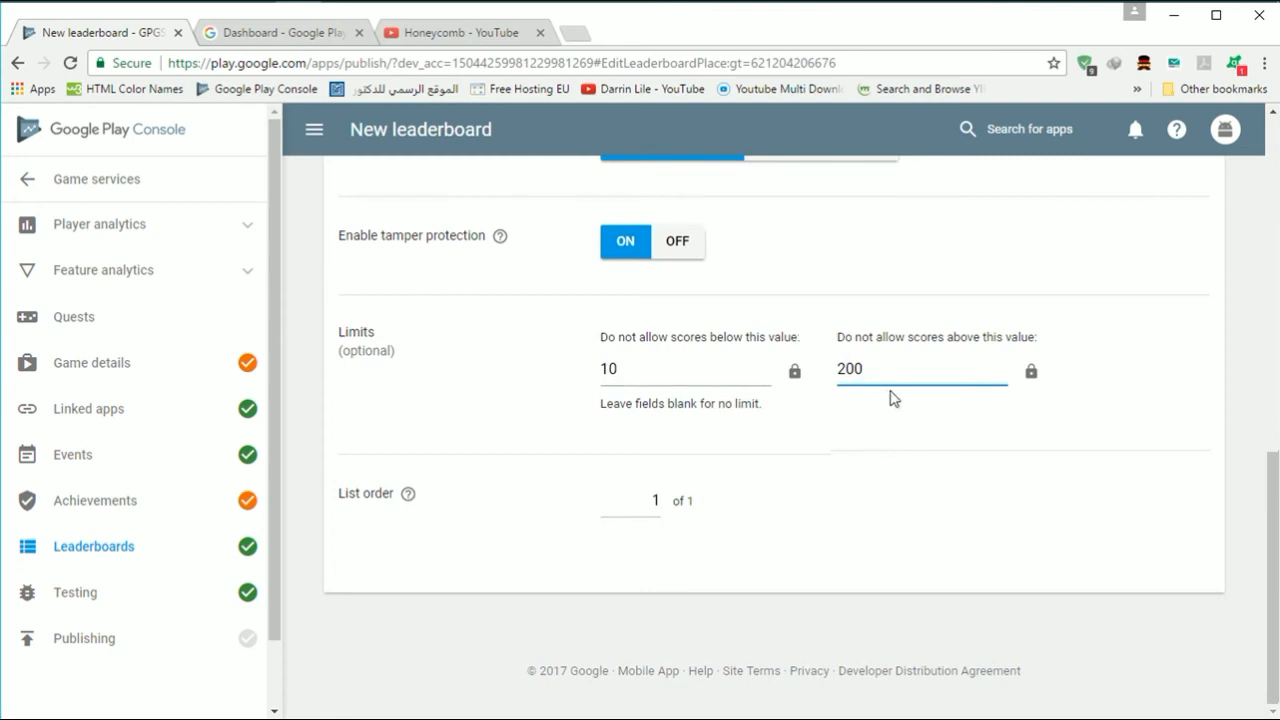 New leaderboard - GPGS
Dashboard - Google Play
Honeycomb - YouTube
Secure
https://play.google.com/apps/publish/?dev_acc=15044259981229981269#EditLeaderboardPlace:gt=621204206676
9
1
Apps
HTML Color Names
Google Play Console
الموقع الرسمي للدكتور
Free Hosting EU
Darrin Lile - YouTube
Youtube Multi Downl
Search and Browse
»
Other bookmarks
Google Play Console
New leaderboard
Search for apps
Game services
Player analytics
Feature analytics
Quests
Game details
Linked apps
Events
Achievements
Leaderboards
Testing
Publishing
Enable tamper protection
ON
OFF
Limits
(optional)
Do not allow scores below this value:
10
Leave fields blank for no limit.
Do not allow scores above this value:
200
List order
1 of 1
© 2017 Google · Mobile App · Help · Site Terms · Privacy · Developer Distribution Agreement